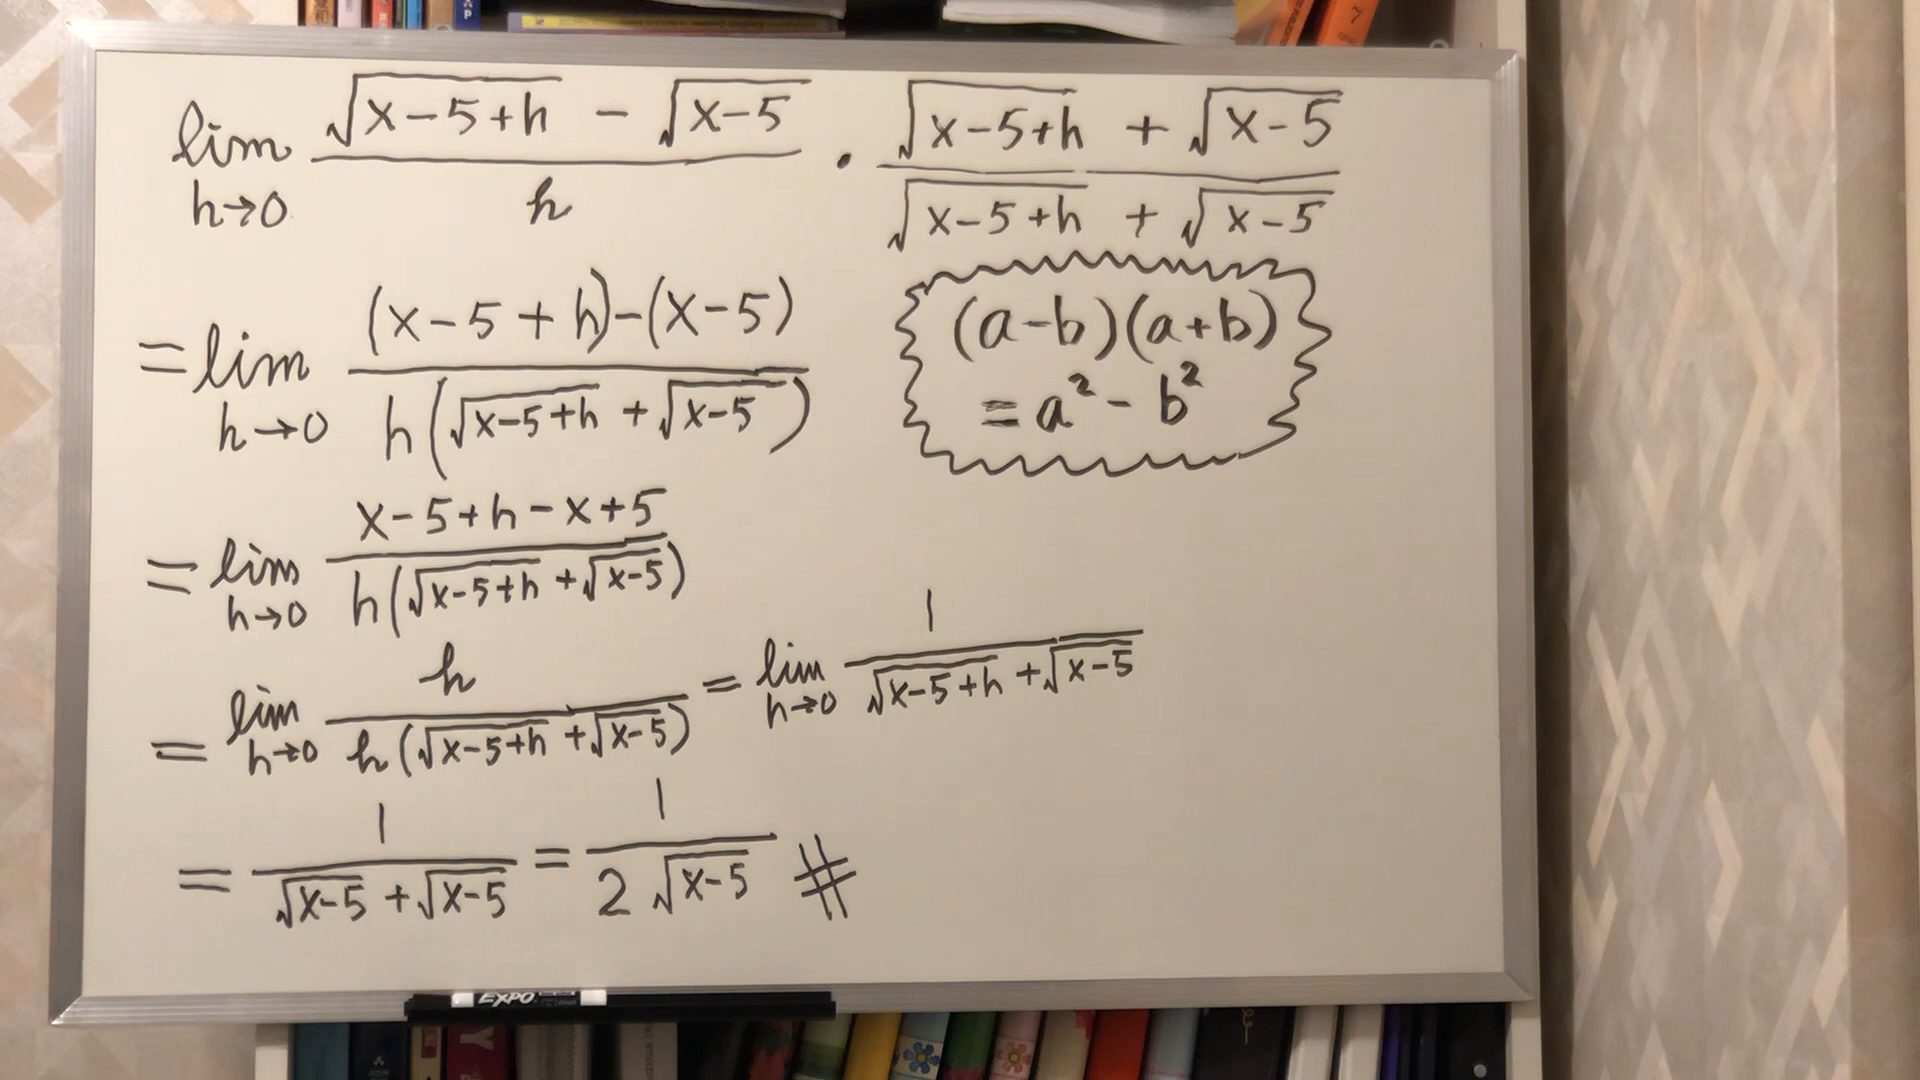 lim h→0 (√(x-5+h) - √(x-5))/h · (√(x-5+h) + √(x-5))/(√(x-5+h) + √(x-5))
= lim h→0 ((x-5+h)-(x-5))/(h(√(x-5+h) + √(x-5)))
(a-b)(a+b)
= a² - b²
= lim h→0 (x-5+h-x+5)/(h(√(x-5+h) + √(x-5)))
= lim h→0 h/(h(√(x-5+h) + √(x-5))) = lim h→0 1/(√(x-5+h) + √(x-5))
= 1/(√(x-5) + √(x-5)) = 1/(2√(x-5)) #
EXPO